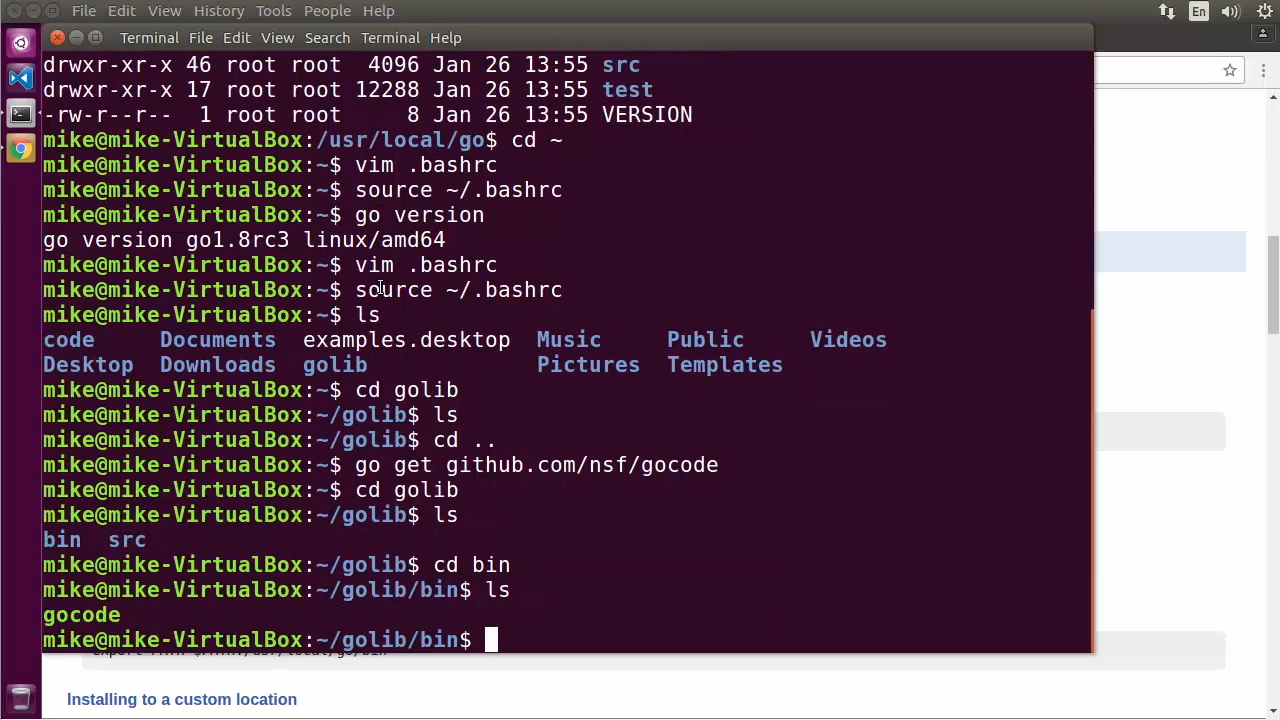 File Edit View History Tools People Help
En
Terminal File Edit View Search Terminal Help
drwxr-xr-x 46 root root 4096 Jan 26 13:55 src
drwxr-xr-x 17 root root 12288 Jan 26 13:55 test
-rw-r--r-- 1 root root 8 Jan 26 13:55 VERSION
mike@mike-VirtualBox:/usr/local/go$ cd ~
mike@mike-VirtualBox:~$ vim .bashrc
mike@mike-VirtualBox:~$ source ~/.bashrc
mike@mike-VirtualBox:~$ go version
go version go1.8rc3 linux/amd64
mike@mike-VirtualBox:~$ vim .bashrc
mike@mike-VirtualBox:~$ source ~/.bashrc
mike@mike-VirtualBox:~$ ls
code Documents examples.desktop Music Public Videos
Desktop Downloads golib Pictures Templates
mike@mike-VirtualBox:~$ cd golib
mike@mike-VirtualBox:~/golib$ ls
mike@mike-VirtualBox:~/golib$ cd ..
mike@mike-VirtualBox:~$ go get github.com/nsf/gocode
mike@mike-VirtualBox:~$ cd golib
mike@mike-VirtualBox:~/golib$ ls
bin src
mike@mike-VirtualBox:~/golib$ cd bin
mike@mike-VirtualBox:~/golib/bin$ ls
gocode
mike@mike-VirtualBox:~/golib/bin$
Installing to a custom location